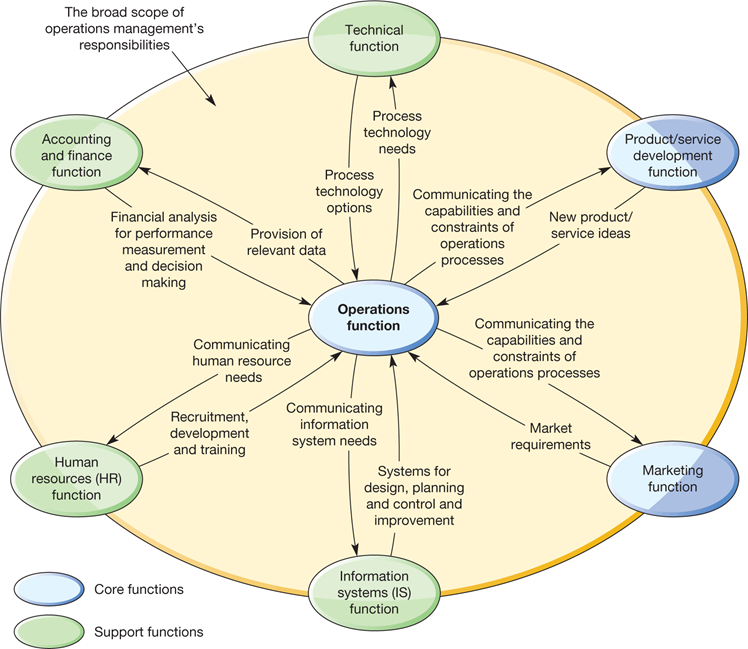 The broad scope of
operations management's
responsibilities
Technical
function
Accounting
and finance
function
Product/service
development
function
Process
technology
needs
Process
technology
options
Communicating the
capabilities and
constraints of
operations
processes
New product/
service ideas
Financial analysis
for performance
measurement
and decision
making
Provision of
relevant data
Operations
function
Communicating
human resource
needs
Communicating the
capabilities and
constraints of
operations processes
Recruitment,
development
and training
Communicating
information
system needs
Market
requirements
Systems for
design, planning
and control and
improvement
Human
resources (HR)
function
Marketing
function
Information
systems (IS)
function
Core functions
Support functions